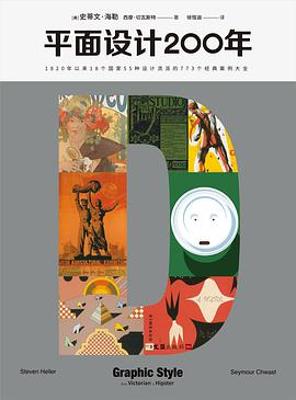 [美] 史蒂文·海勒 西摩·切瓦斯特 — 著
平面设计200年
1820年以来18个国家55种设计流派的773个经典案例大全
STUDIO
Graphic Style
Steven Heller
Seymour Chwast
from Victorian to Hipster